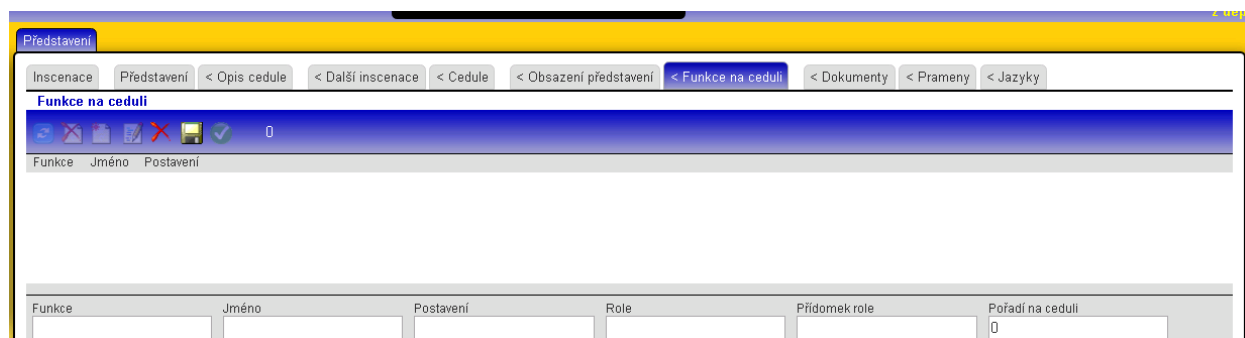 Představení
Inscenace Představení < Opis cedule < Další inscenace < Cedule < Obsazení představení < Funkce na ceduli < Dokumenty < Prameny < Jazyky
Funkce na ceduli
0
Funkce Jméno Postavení
Funkce Jméno Postavení Role Přídomek role Pořadí na ceduli
0